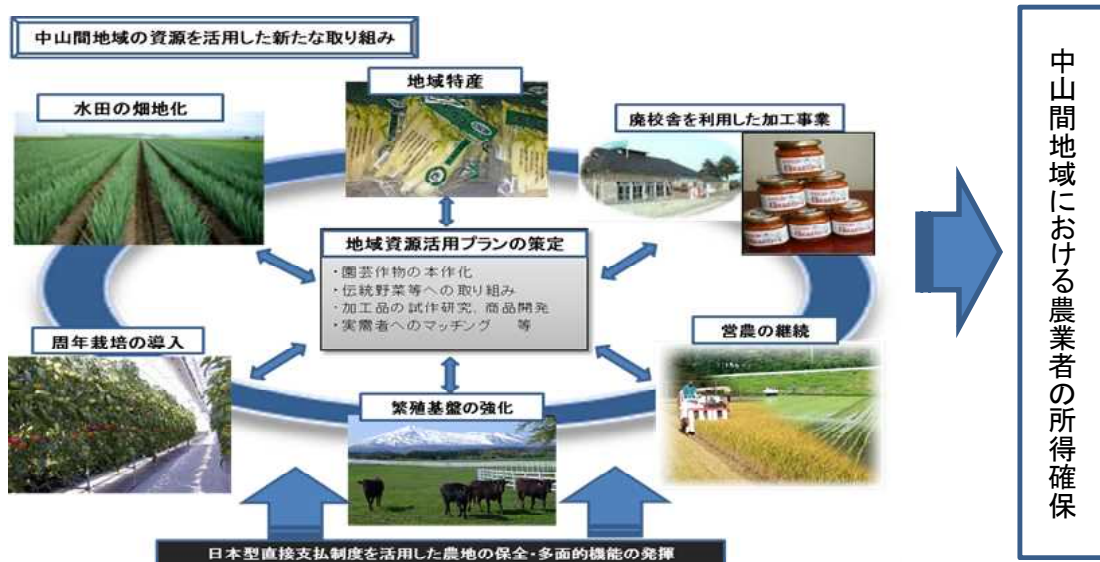 中山間地域の資源を活用した新たな取り組み
地域特産
水田の畑地化
廃校舎を利用した加工事業
地域資源活用プランの策定
・園芸作物の本作化
・伝統野菜等への取り組み
・加工品の試作研究、商品開発
・実需者へのマッチング 等
周年栽培の導入
営農の継続
繁殖基盤の強化
日本型直接支払制度を活用した農地の保全・多面的機能の発揮
中山間地域における農業者の所得確保